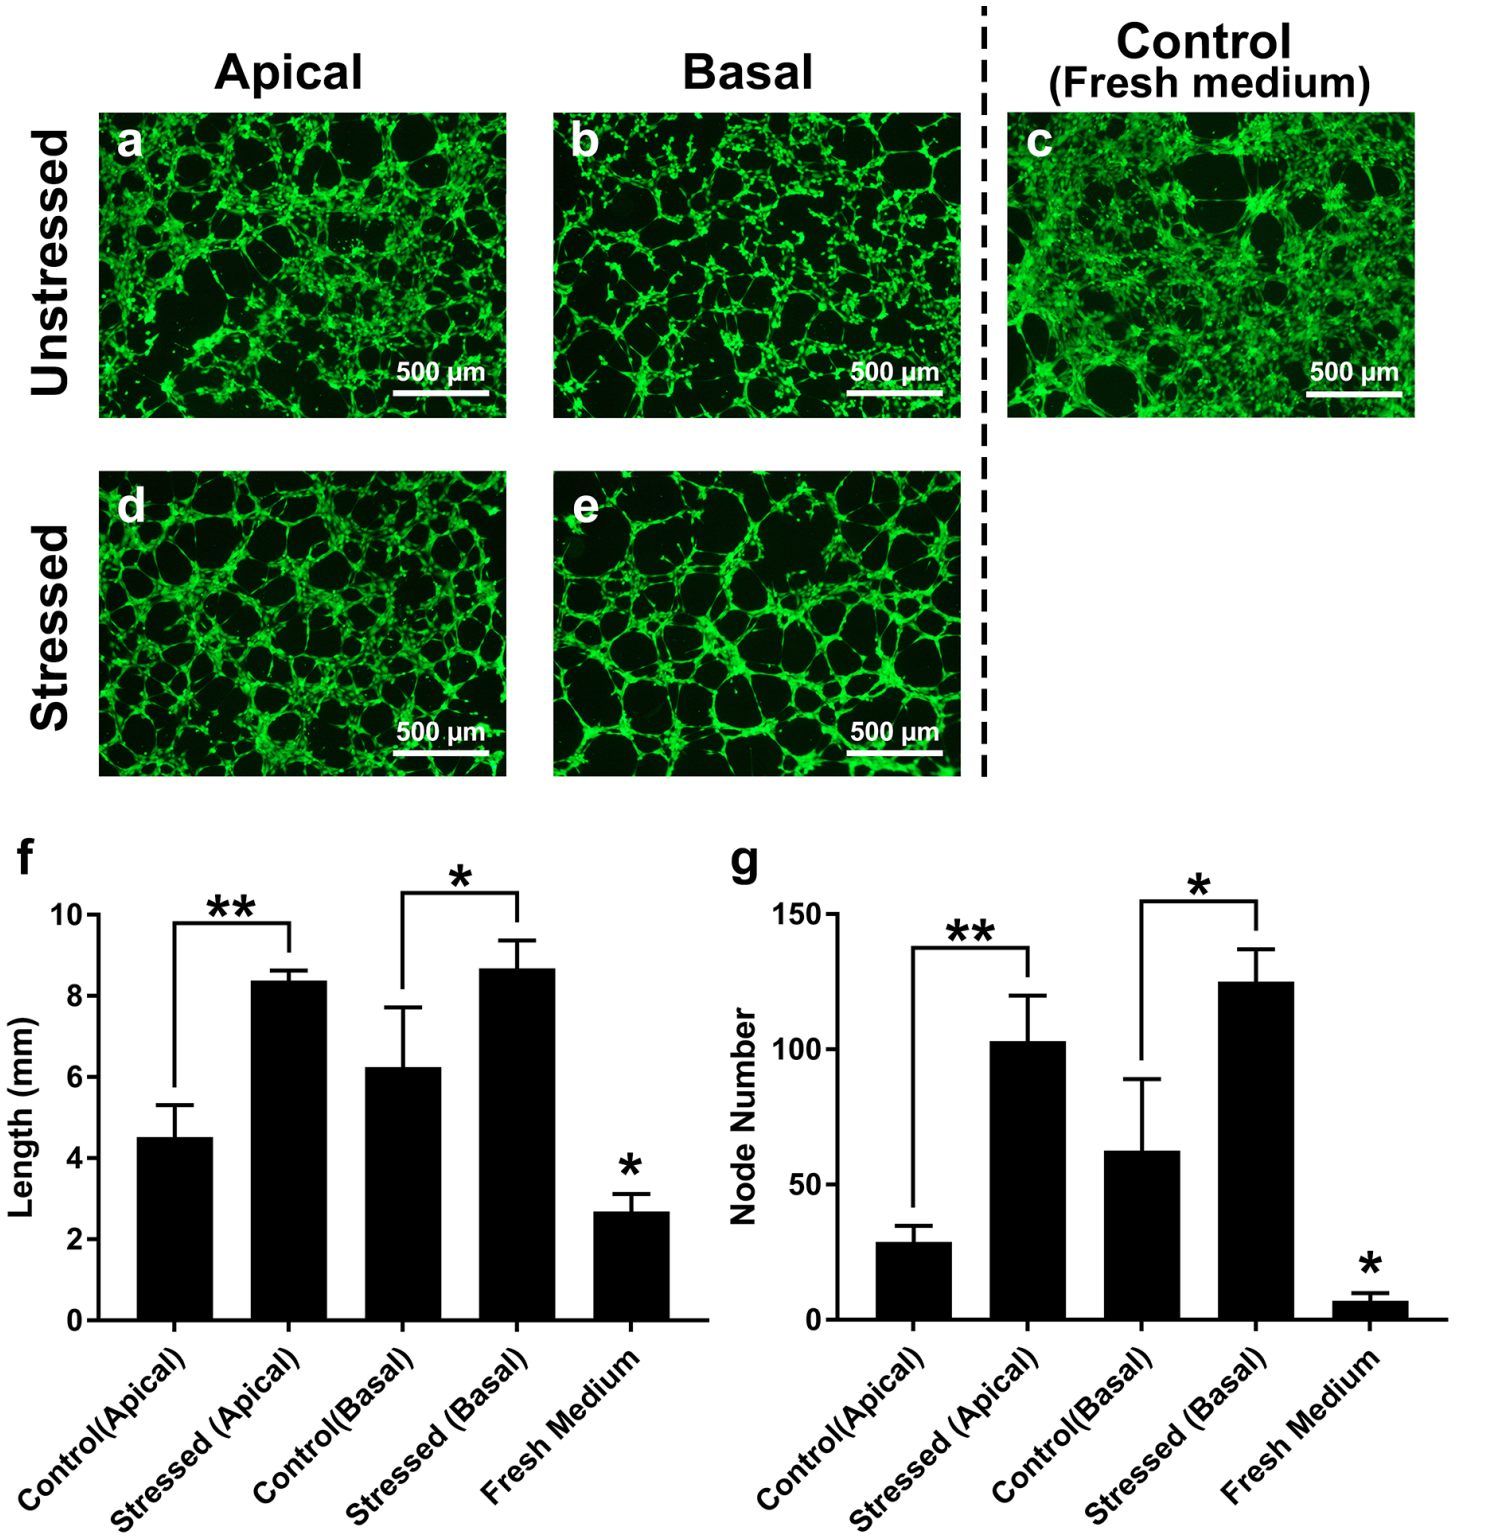 Apical
Basal
Control
(Fresh medium)
Unstressed
a
500 µm
b
500 µm
c
500 µm
Stressed
d
500 µm
e
500 µm
f
Length (mm)
10
8
6
4
2
0
**
*
*
Control(Apical)
Stressed (Apical)
Control(Basal)
Stressed (Basal)
Fresh Medium
g
Node Number
150
100
50
0
**
*
*
Control(Apical)
Stressed (Apical)
Control(Basal)
Stressed (Basal)
Fresh Medium